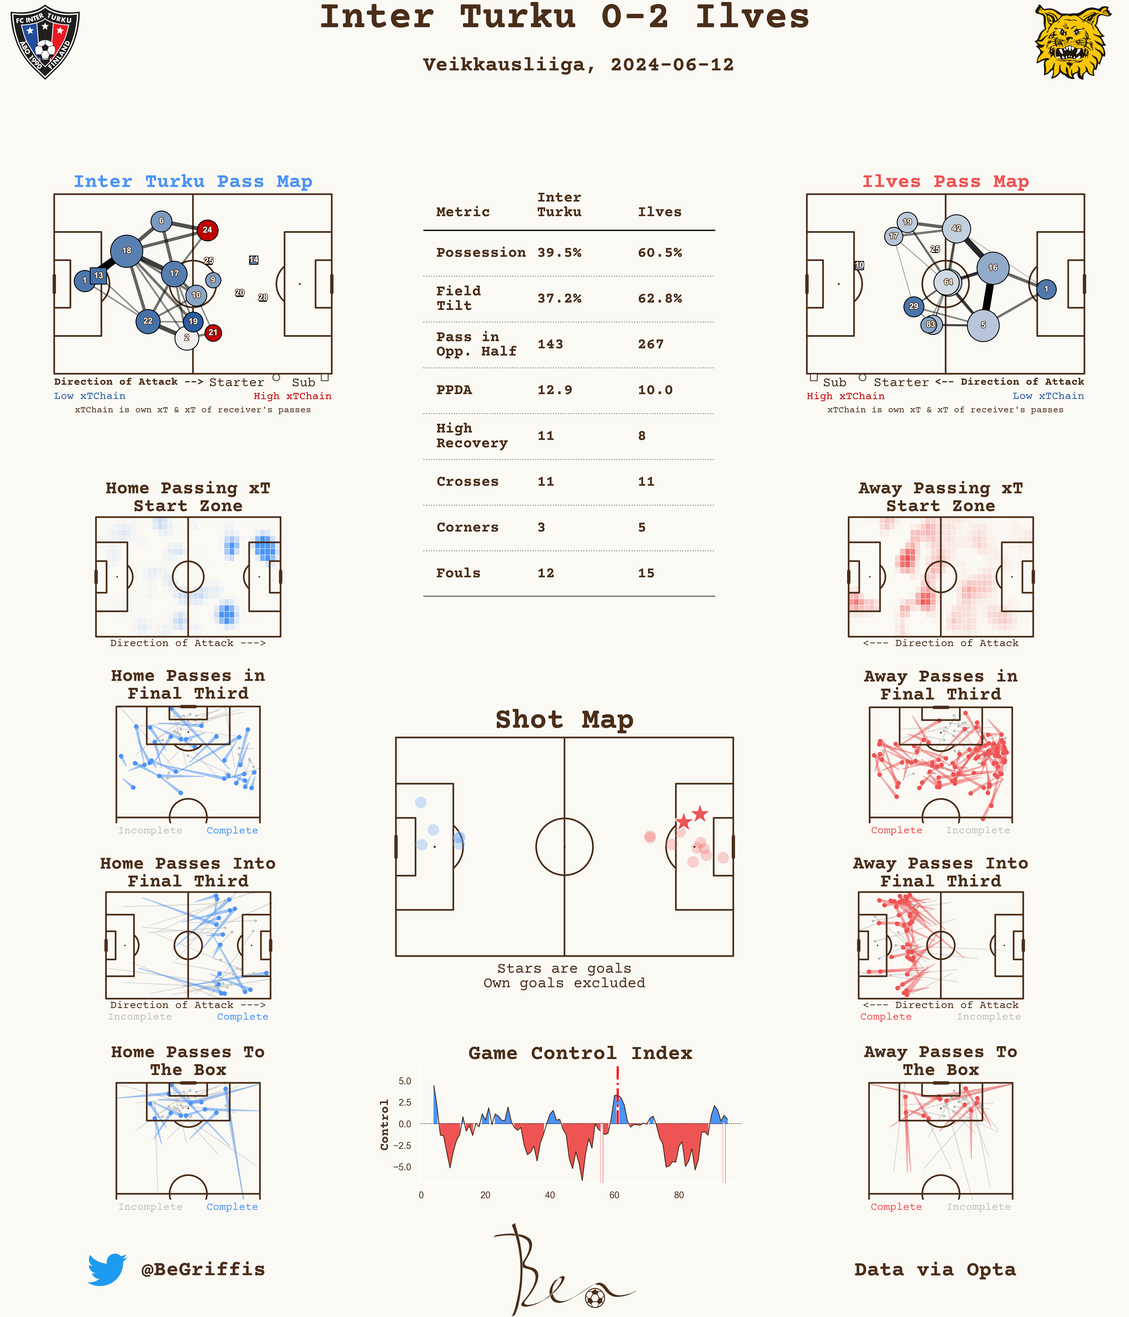 Inter Turku 0-2 Ilves
Veikkausliiga, 2024-06-12
FC INTER TURKU
ÅBO 1990 FINLAND
Inter Turku Pass Map
6
24
18
25
14
1
13
17
9
10
20
28
22
19
2
21
Direction of Attack --> Starter Sub
Low xTChain High xTChain
xTChain is own xT & xT of receiver's passes
Metric Inter Turku Ilves
Possession 39.5% 60.5%
Field Tilt 37.2% 62.8%
Pass in Opp. Half 143 267
PPDA 12.9 10.0
High Recovery 11 8
Crosses 11 11
Corners 3 5
Fouls 12 15
Ilves Pass Map
19
42
17
25
10
16
64
1
29
83
5
Sub Starter <-- Direction of Attack
High xTChain Low xTChain
xTChain is own xT & xT of receiver's passes
Home Passing xT
Start Zone
Direction of Attack --->
Away Passing xT
Start Zone
<--- Direction of Attack
Home Passes in
Final Third
Incomplete Complete
Away Passes in
Final Third
Complete Incomplete
Shot Map
Stars are goals
Own goals excluded
Home Passes Into
Final Third
Direction of Attack --->
Incomplete Complete
Away Passes Into
Final Third
<--- Direction of Attack
Complete Incomplete
Home Passes To
The Box
Incomplete Complete
Game Control Index
Control
5.0
2.5
0.0
−2.5
−5.0
0 20 40 60 80
Away Passes To
The Box
Complete Incomplete
@BeGriffis
Bea
Data via Opta